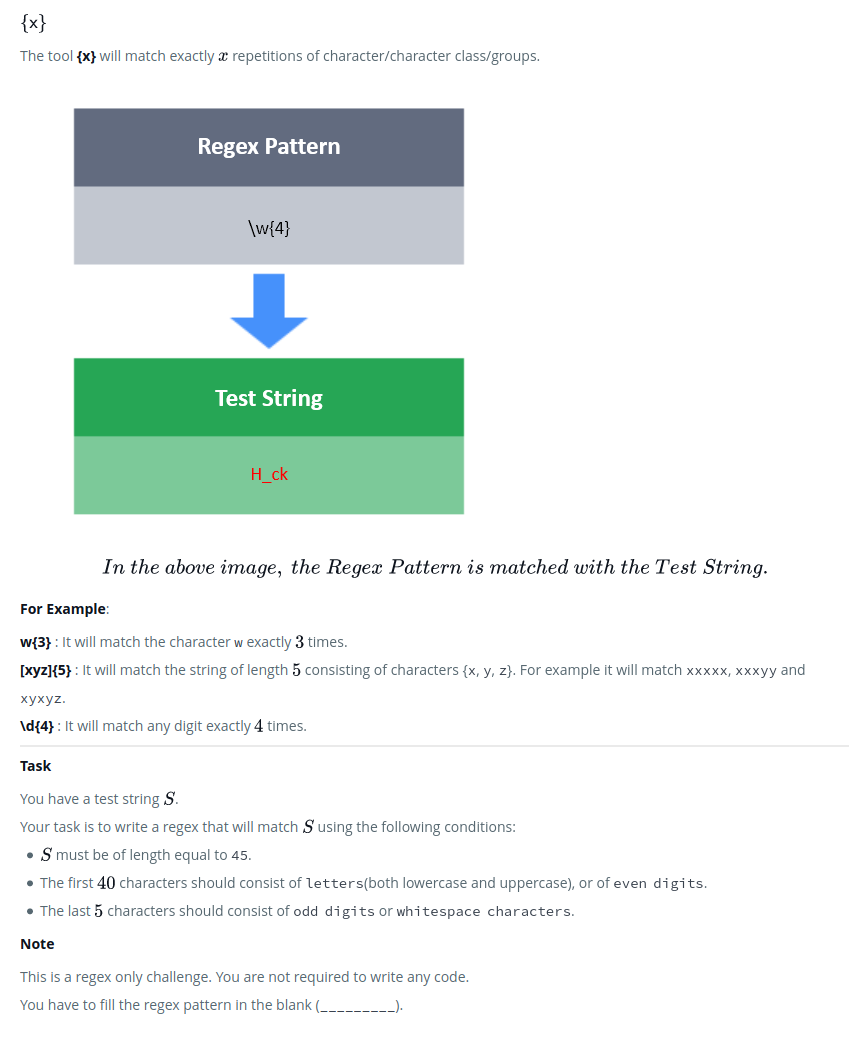 {x}
The tool {x} will match exactly x repetitions of character/character class/groups.
Regex Pattern
\w{4}
Test String
H_ck
In the above image, the Regex Pattern is matched with the Test String.
For Example:
w{3} : It will match the character w exactly 3 times.
[xyz]{5} : It will match the string of length 5 consisting of characters {x, y, z}. For example it will match xxxxx, xxxyy and
xyxyz.
\d{4} : It will match any digit exactly 4 times.
Task
You have a test string S.
Your task is to write a regex that will match S using the following conditions:
• S must be of length equal to 45.
• The first 40 characters should consist of letters(both lowercase and uppercase), or of even digits.
• The last 5 characters should consist of odd digits or whitespace characters.
Note
This is a regex only challenge. You are not required to write any code.
You have to fill the regex pattern in the blank (_________).